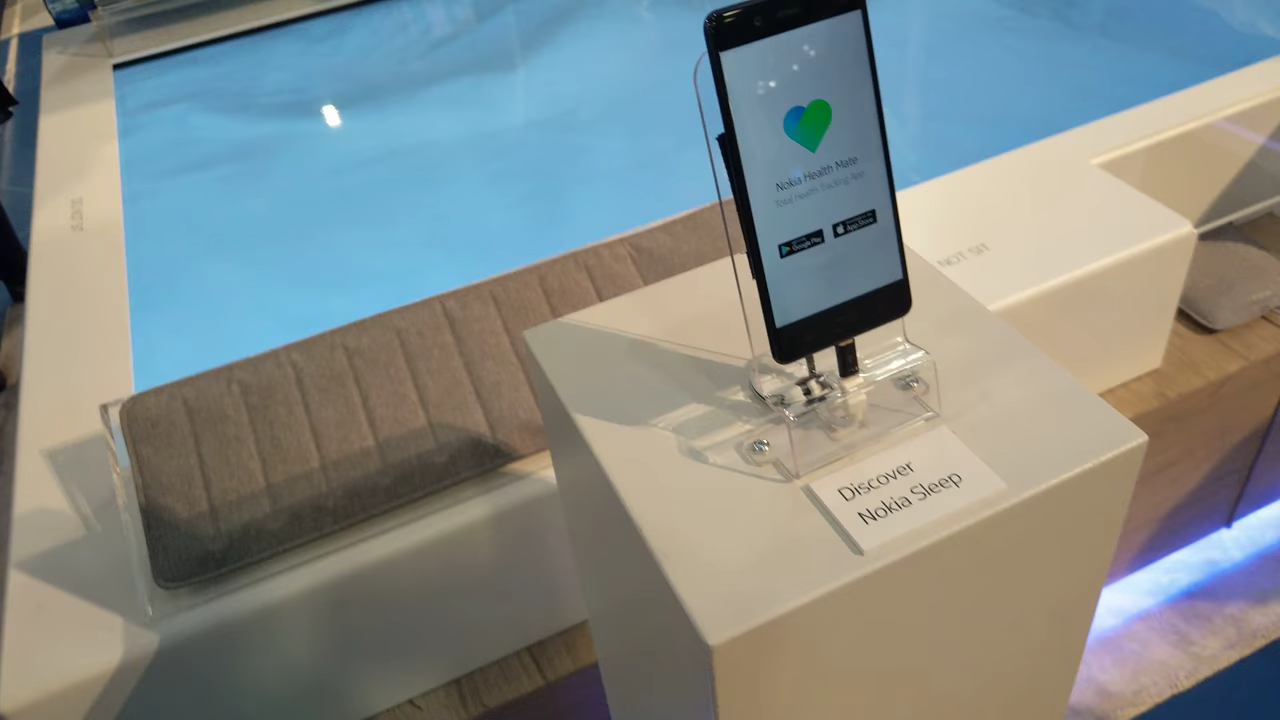 Nokia Health Mate
Total Health Tracking App
Google Play
App Store
NOT SIT
Discover
Nokia Sleep